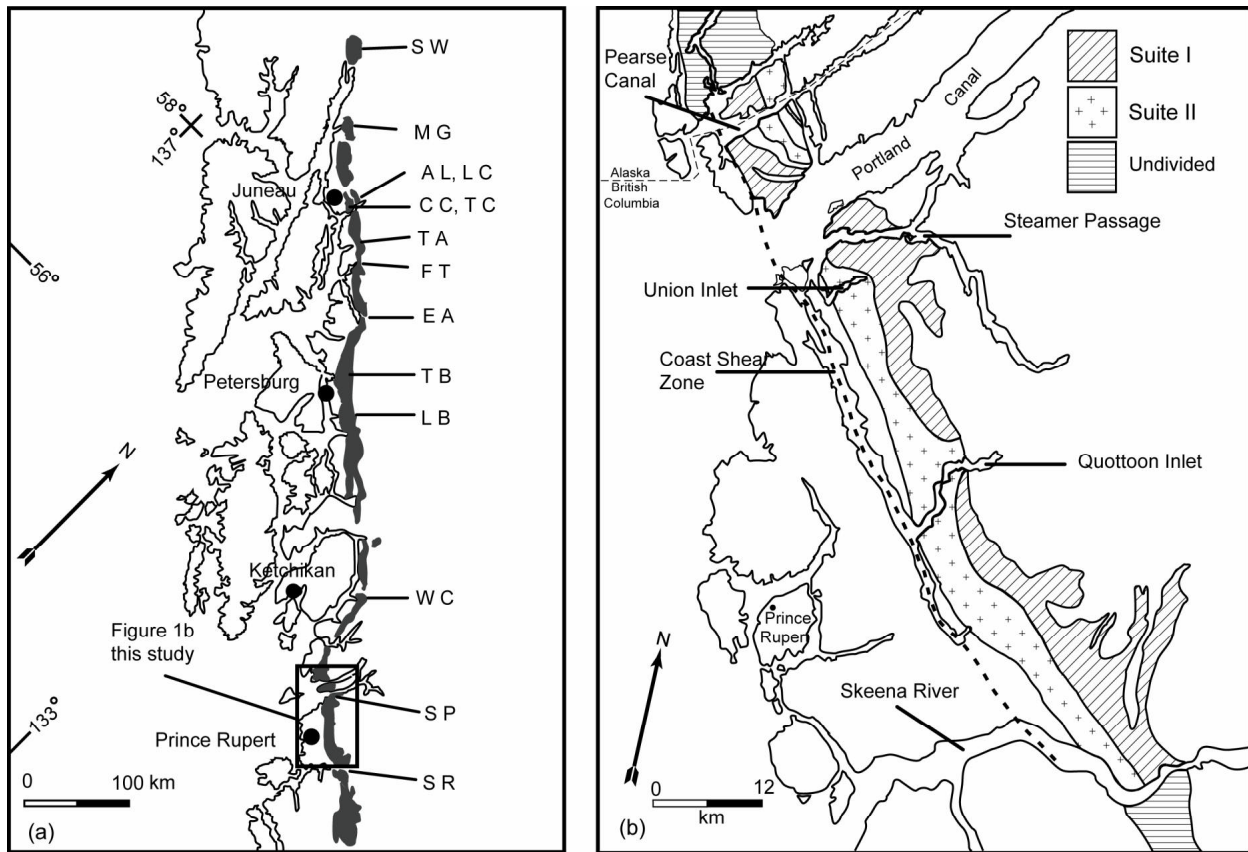 S W
M G
A L, L C
C C, T C
T A
F T
E A
T B
L B
W C
S P
S R
58°
137°
Juneau
56°
Petersburg
N
Ketchikan
Figure 1b
this study
133°
Prince Rupert
0 100 km
(a)
Pearse
Canal
Alaska
British
Columbia
Portland
Canal
Suite I
Suite II
Undivided
Steamer Passage
Union Inlet
Coast Shear
Zone
Quottoon Inlet
Prince
Rupert
N
Skeena River
0 12
km
(b)